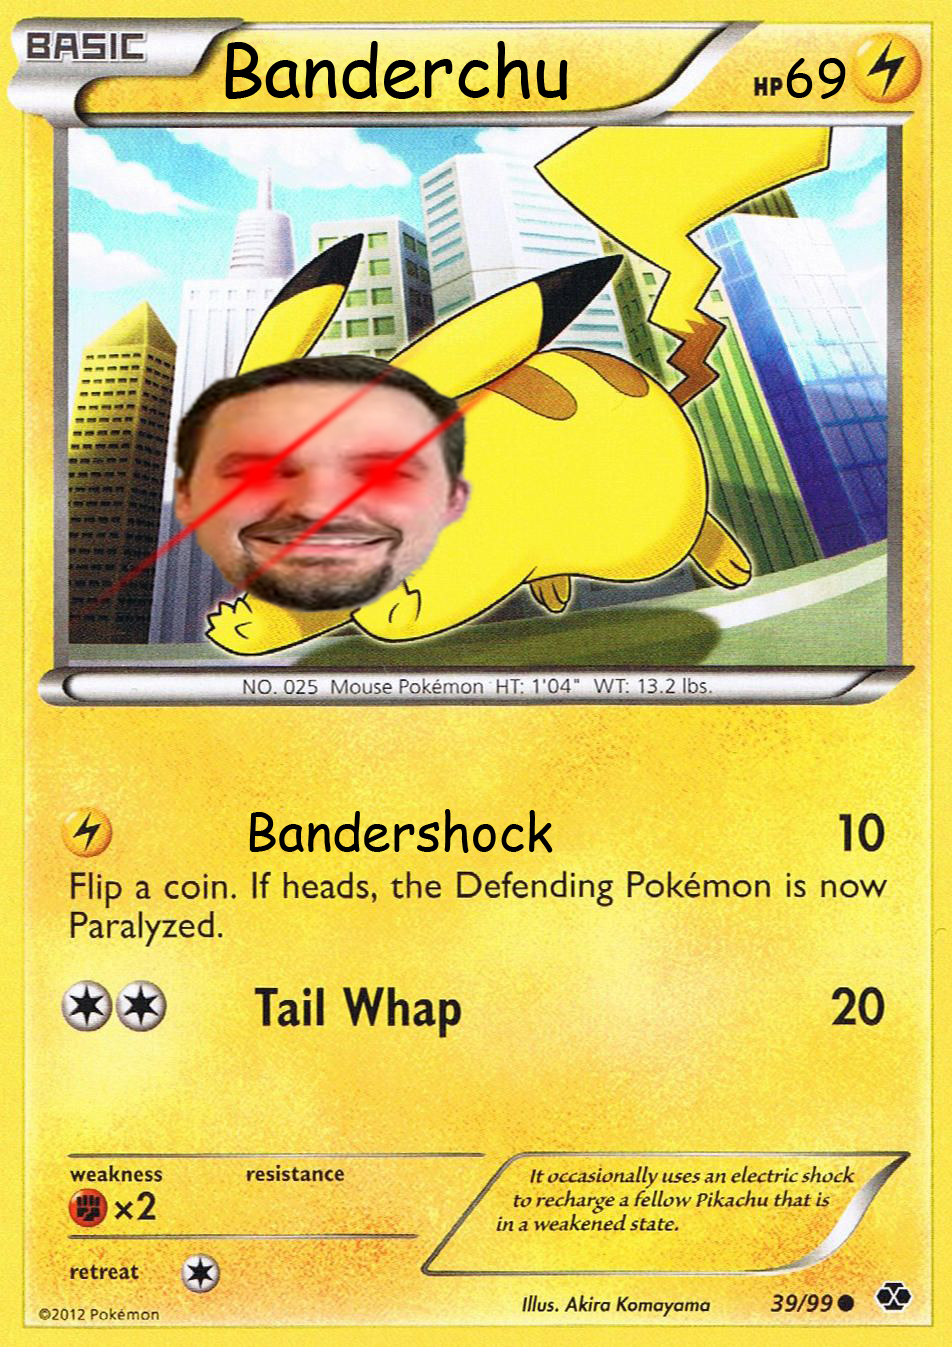 BASIC
Banderchu
HP69
NO. 025 Mouse Pokémon HT: 1'04" WT: 13.2 lbs.
Bandershock 10
Flip a coin. If heads, the Defending Pokémon is now
Paralyzed.
Tail Whap 20
weakness resistance
×2
retreat
It occasionally uses an electric shock
to recharge a fellow Pikachu that is
in a weakened state.
Illus. Akira Komayama 39/99
©2012 Pokémon